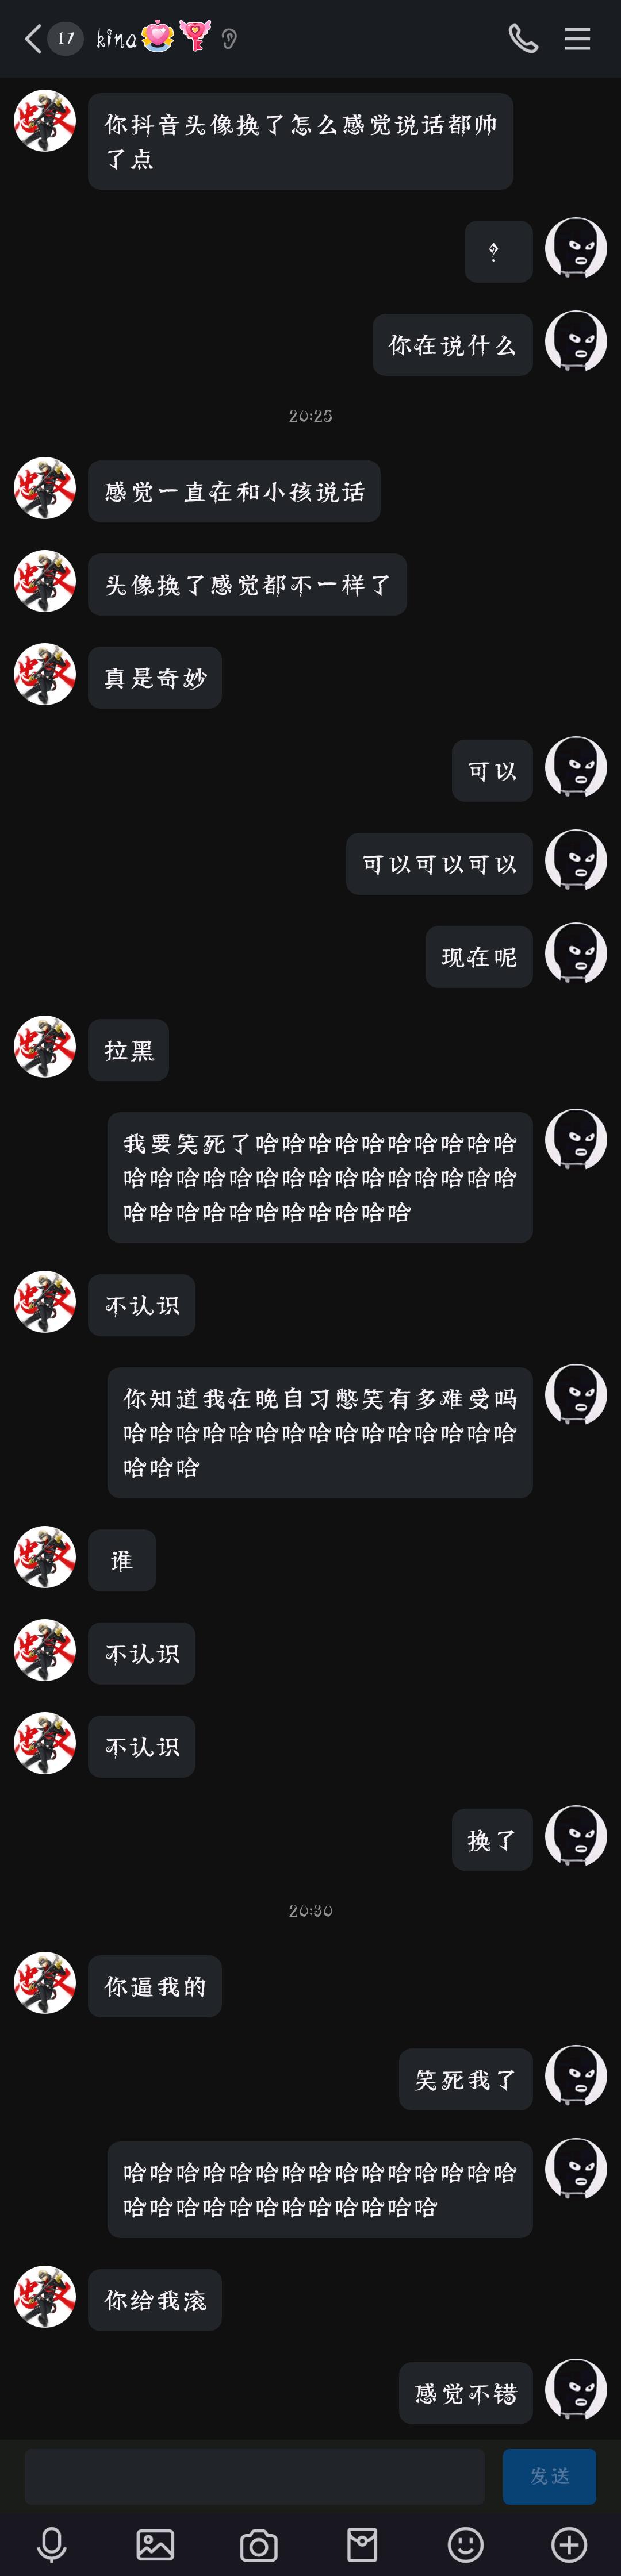 17 kina
你抖音头像换了怎么感觉说话都帅
了点
?
你在说什么
20:25
感觉一直在和小孩说话
头像换了感觉都不一样了
真是奇妙
可以
可以可以可以
现在呢
拉黑
我要笑死了哈哈哈哈哈哈哈哈哈哈
哈哈哈哈哈哈哈哈哈哈哈哈哈哈哈
哈哈哈哈哈哈哈哈哈哈哈
不认识
你知道我在晚自习憋笑有多难受吗
哈哈哈哈哈哈哈哈哈哈哈哈哈哈哈
哈哈哈
谁
不认识
不认识
换了
20:30
你逼我的
笑死我了
哈哈哈哈哈哈哈哈哈哈哈哈哈哈哈
哈哈哈哈哈哈哈哈哈哈哈哈
你给我滚
感觉不错
发送